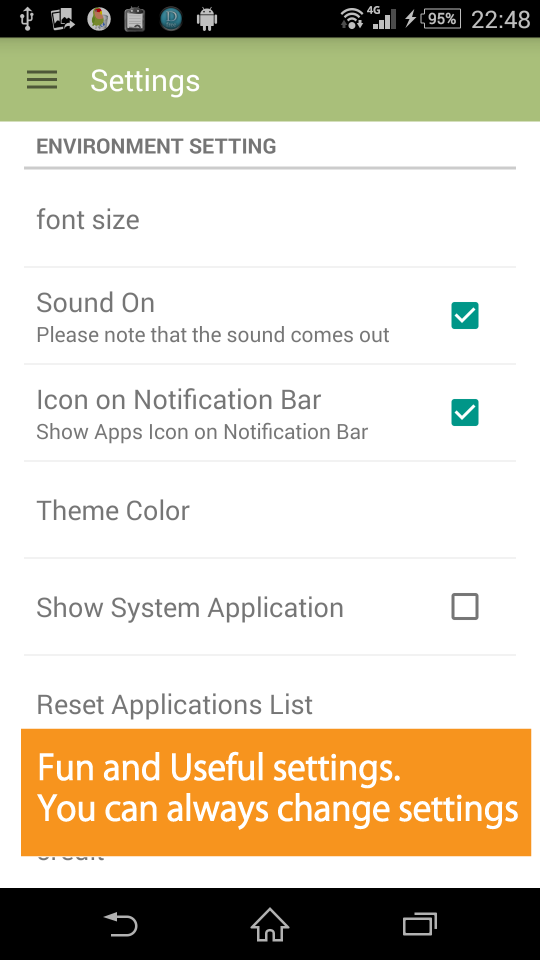 4G 95% 22:48
Settings
ENVIRONMENT SETTING
font size
Sound On
Please note that the sound comes out
Icon on Notification Bar
Show Apps Icon on Notification Bar
Theme Color
Show System Application
Reset Applications List
Fun and Useful settings.
You can always change settings